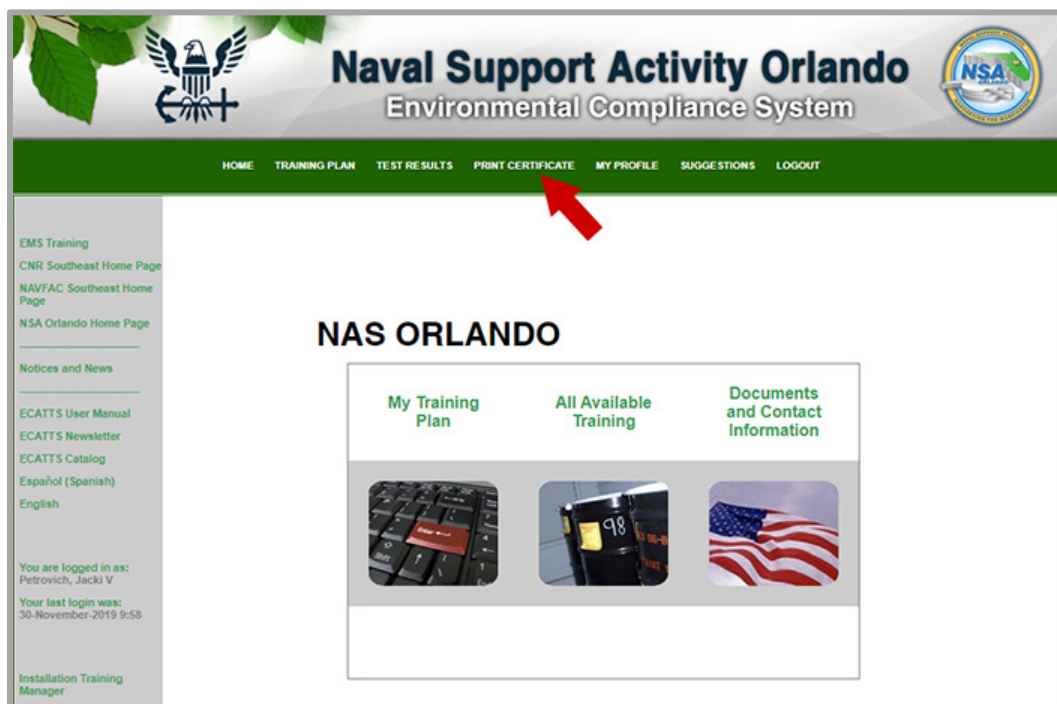 Naval Support Activity Orlando
Environmental Compliance System
NSA
ORLANDO
HOME TRAINING PLAN TEST RESULTS PRINT CERTIFICATE MY PROFILE SUGGESTIONS LOGOUT
EMS Training
CNR Southeast Home Page
NAVFAC Southeast Home
Page
NSA Orlando Home Page
Notices and News
ECATTS User Manual
ECATTS Newsletter
ECATTS Catalog
Español (Spanish)
English
You are logged in as:
Petrovich, Jacki V
Your last login was:
30-November-2019 9:58
Installation Training
Manager
NAS ORLANDO
My Training
Plan
All Available
Training
Documents
and Contact
Information
Enter
Shift
98